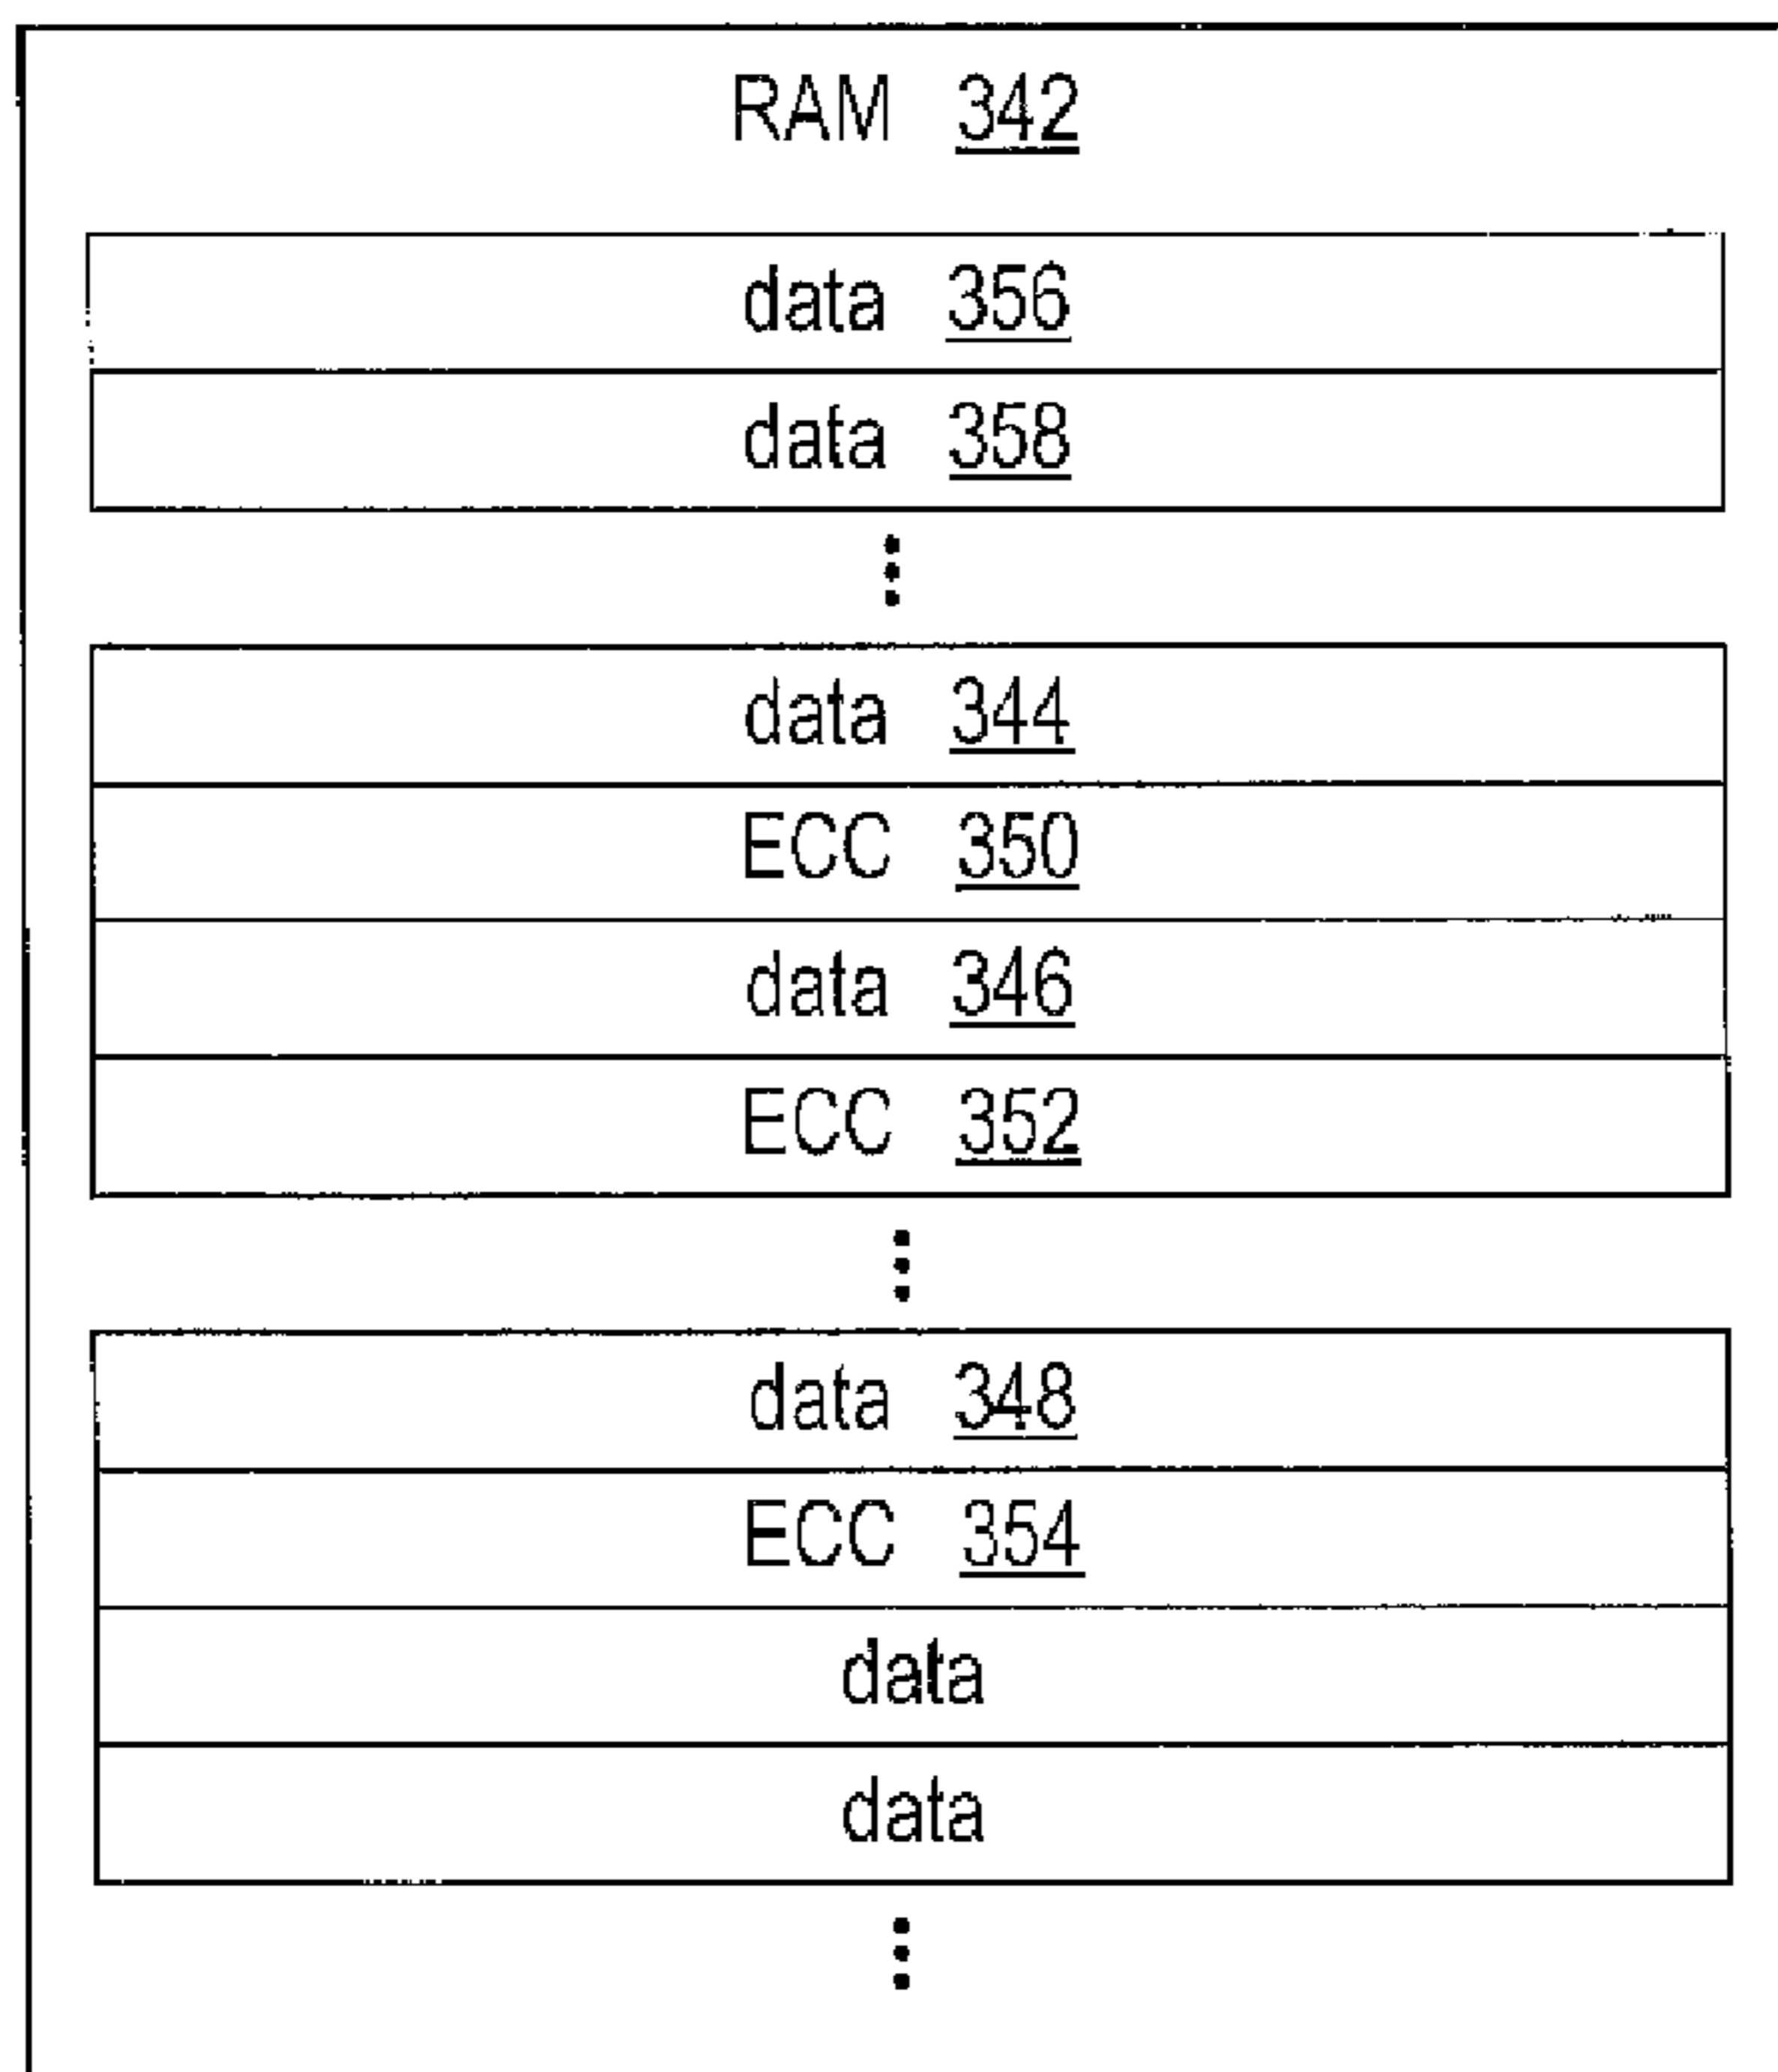 RAM 342
data 356
data 358
data 344
ECC 350
data 346
ECC 352
data 348
ECC 354
data
data